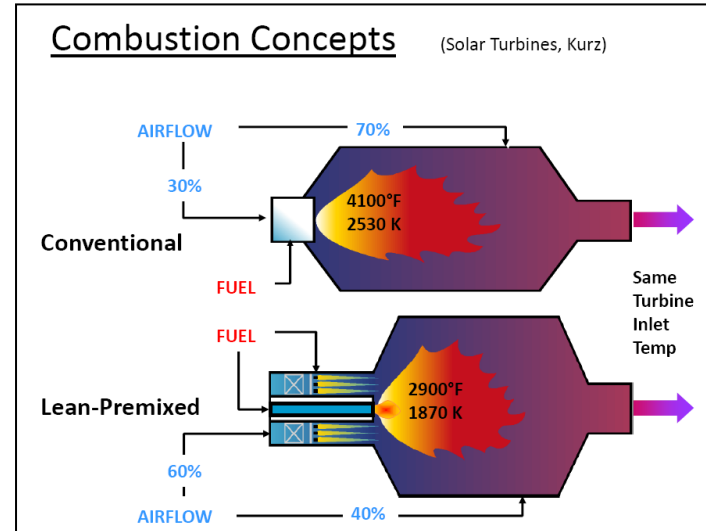 Combustion Concepts (Solar Turbines, Kurz)
AIRFLOW 70%
30%
4100°F
2530 K
Conventional
FUEL
Same
Turbine
Inlet
Temp
FUEL
2900°F
1870 K
Lean-Premixed
60%
AIRFLOW 40%